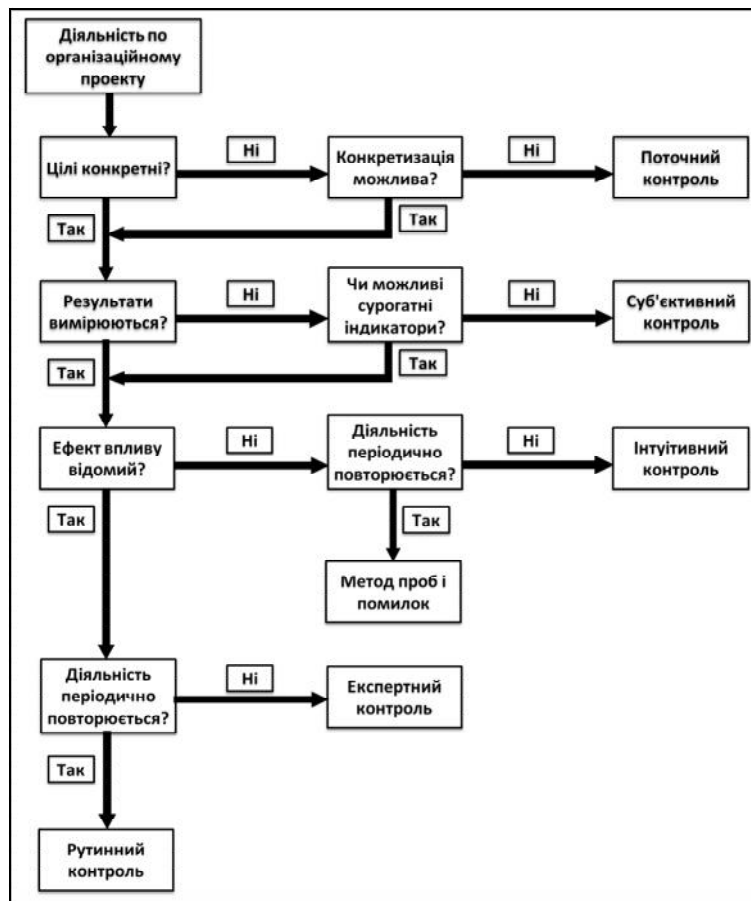 Діяльність по
організаційному
проекту
Ні
Ні
Цілі конкретні?
Конкретизація
можлива?
Поточний
контроль
Так
Так
Ні
Ні
Результати
вимірюються?
Чи можливі
сурогатні
індикатори?
Суб'єктивний
контроль
Так
Так
Ні
Ні
Ефект впливу
відомий?
Діяльність
періодично
повторюється?
Інтуїтивний
контроль
Так
Так
Метод проб і
помилок
Діяльність
періодично
повторюється?
Ні
Експертний
контроль
Так
Рутинний
контроль